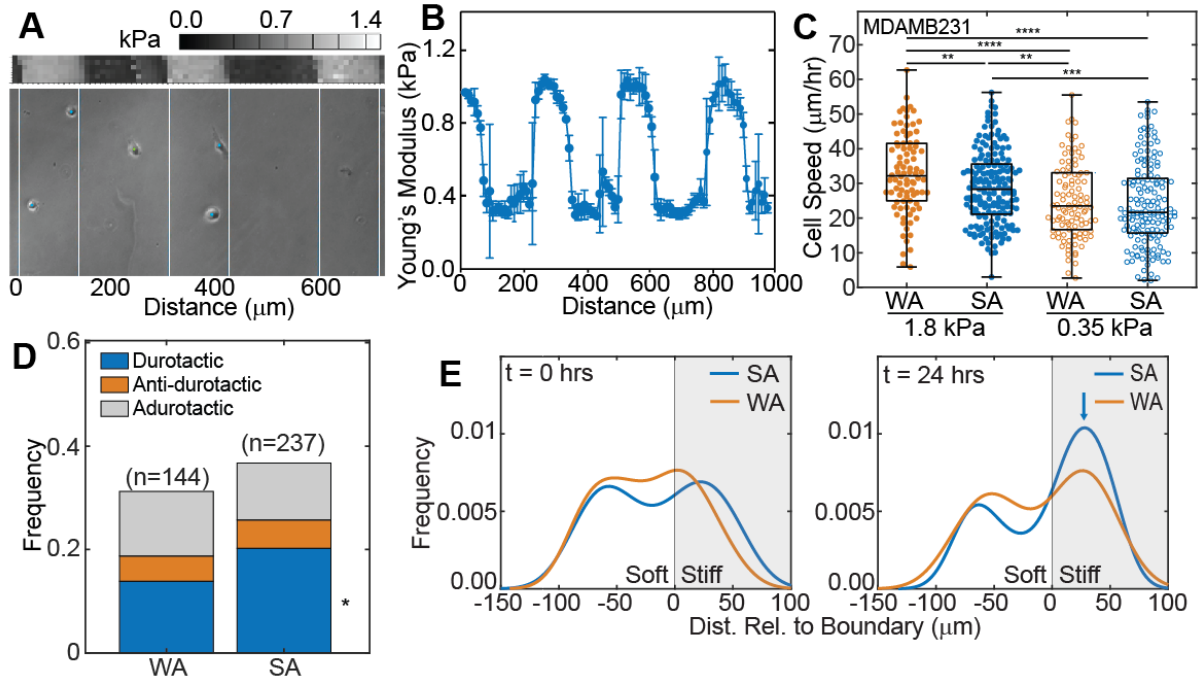 A
0.0 0.7 1.4
kPa
200 400 600
Distance (μm)
B
1.2
0.8
0.4
0.0
Young's Modulus (kPa)
0 200 400 600 800 1000
Distance (μm)
C
MDAMB231
****
****
** **
***
70
60
50
40
30
20
10
0
Cell Speed (μm/hr)
WA SA WA SA
1.8 kPa 0.35 kPa
D
0.6
0.4
0.2
0
Frequency
Durotactic
Anti-durotactic
Adurotactic
(n=144)
(n=237)
*
WA SA
E
t = 0 hrs
SA
WA
0.01
0.005
0.00
Frequency
Soft Stiff
-150 -100 -50 0 50 100
t = 24 hrs
SA
WA
0.01
0.005
0.00
Soft Stiff
-150 -100 -50 0 50 100
Dist. Rel. to Boundary (μm)